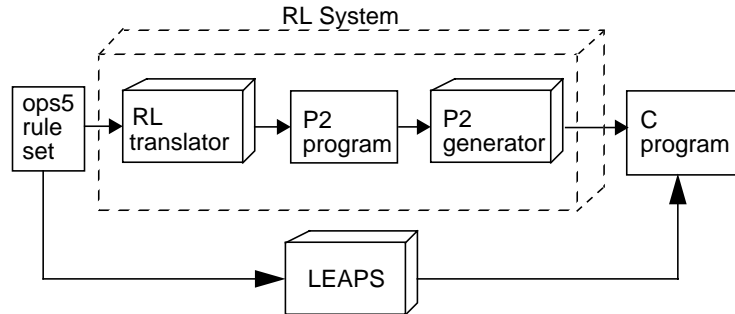 RL System
ops5
rule
set
RL
translator
P2
program
P2
generator
C
program
LEAPS